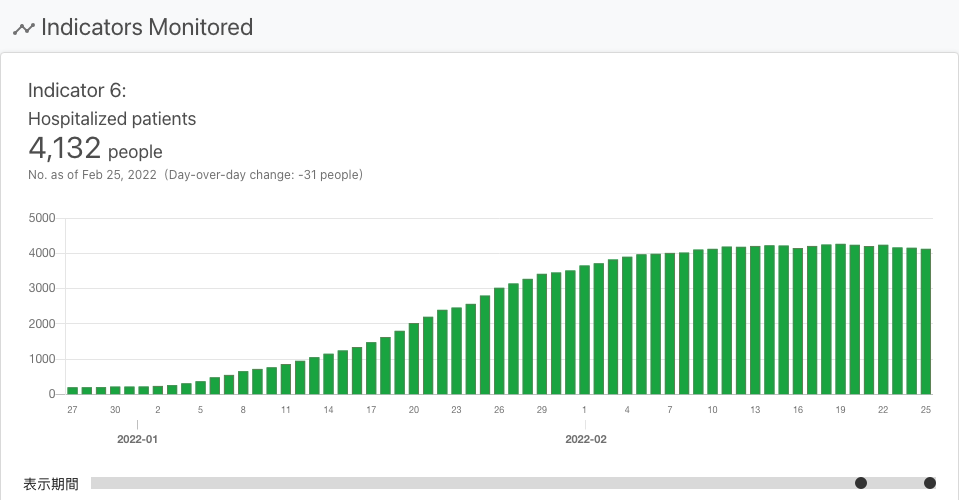 Indicators Monitored
Indicator 6:
Hospitalized patients
4,132 people
No. as of Feb 25, 2022 (Day-over-day change: -31 people)
5000
4000
3000
2000
1000
0
27 30 2 5 8 11 14 17 20 23 26 29 1 4 7 10 13 16 19 22 25
2022-01 2022-02
表示期間